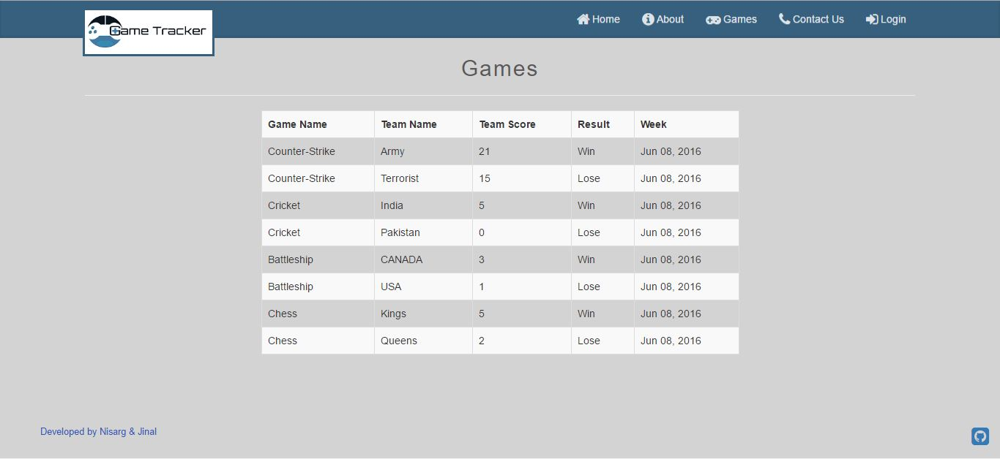 Game Tracker
Home About Games Contact Us Login
Games
Game Name Team Name Team Score Result Week
Counter-Strike Army 21 Win Jun 08, 2016
Counter-Strike Terrorist 15 Lose Jun 08, 2016
Cricket India 5 Win Jun 08, 2016
Cricket Pakistan 0 Lose Jun 08, 2016
Battleship CANADA 3 Win Jun 08, 2016
Battleship USA 1 Lose Jun 08, 2016
Chess Kings 5 Win Jun 08, 2016
Chess Queens 2 Lose Jun 08, 2016
Developed by Nisarg & Jinal